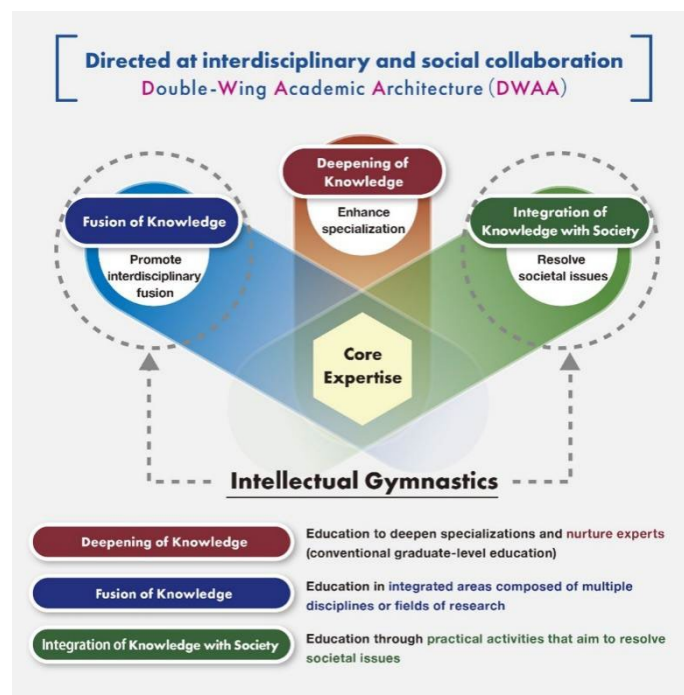 Directed at interdisciplinary and social collaboration
Double-Wing Academic Architecture (DWAA)
Deepening of
Knowledge
Enhance
specialization
Fusion of Knowledge
Promote
interdisciplinary
fusion
Integration of
Knowledge with Society
Resolve
societal issues
Core
Expertise
Intellectual Gymnastics
Deepening of Knowledge
Education to deepen specializations and nurture experts
(conventional graduate-level education)
Fusion of Knowledge
Education in integrated areas composed of multiple
disciplines or fields of research
Integration of Knowledge with Society
Education through practical activities that aim to resolve
societal issues